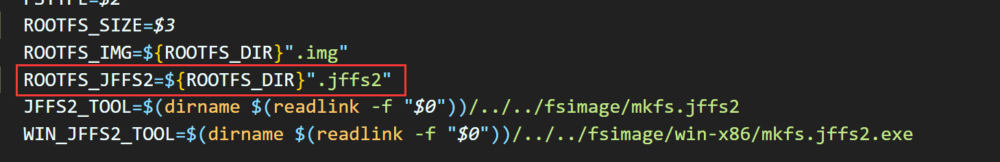 FSTYPE=$2
ROOTFS_SIZE=$3
ROOTFS_IMG=${ROOTFS_DIR}".img"
ROOTFS_JFFS2=${ROOTFS_DIR}".jffs2"
JFFS2_TOOL=$(dirname $(readlink -f "$0"))/../../fsimage/mkfs.jffs2
WIN_JFFS2_TOOL=$(dirname $(readlink -f "$0"))/../../fsimage/win-x86/mkfs.jffs2.exe